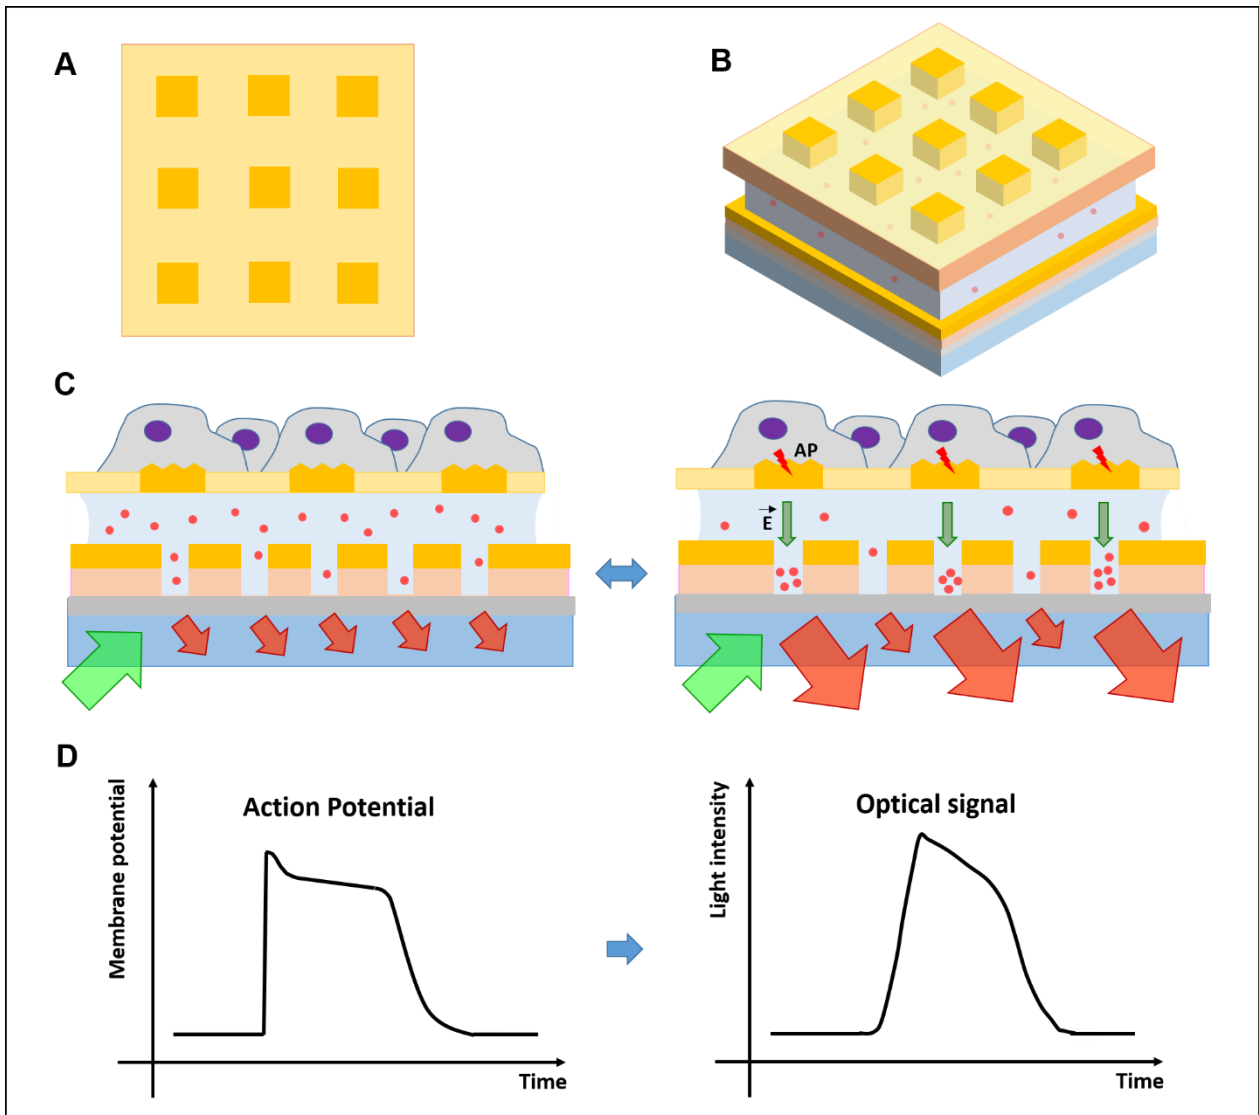 A
B
C
AP
E
D
Membrane potential
Action Potential
Time
Light intensity
Optical signal
Time